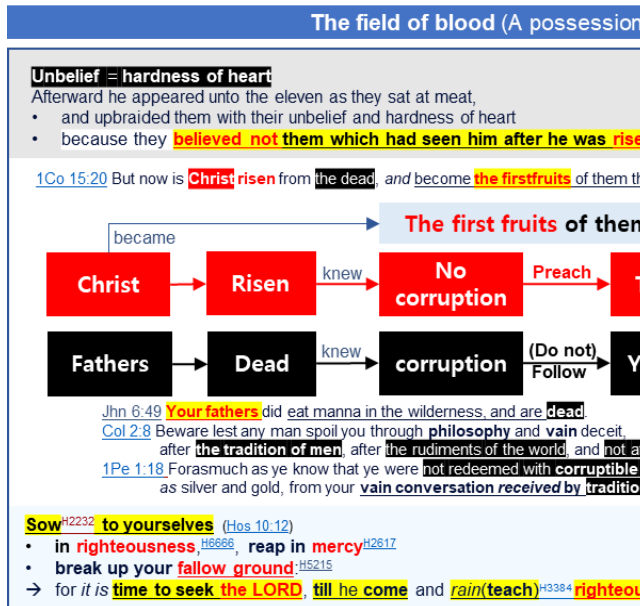 The field of blood (A possession
Unbelief = hardness of heart
Afterward he appeared unto the eleven as they sat at meat,
• and upbraided them with their unbelief and hardness of heart
• because they believed not them which had seen him after he was rise
1Co 15:20 But now is Christ risen from the dead, and become the firstfruits of them th
The first fruits of them
became
Christ
Risen
knew
No corruption
Preach
T
Fathers
Dead
knew
corruption
(Do not)
Follow
Y
Jhn 6:49 Your fathers did eat manna in the wilderness, and are dead.
Col 2:8 Beware lest any man spoil you through philosophy and vain deceit,
after the tradition of men, after the rudiments of the world, and not a
1Pe 1:18 Forasmuch as ye know that ye were not redeemed with corruptible
as silver and gold, from your vain conversation received by traditio
Sow H2232 to yourselves (Hos 10:12)
• in righteousness, H6666, reap in mercy H2617
• break up your fallow ground: H5215
→ for it is time to seek the LORD, till he come and rain(teach) H3384 righteou